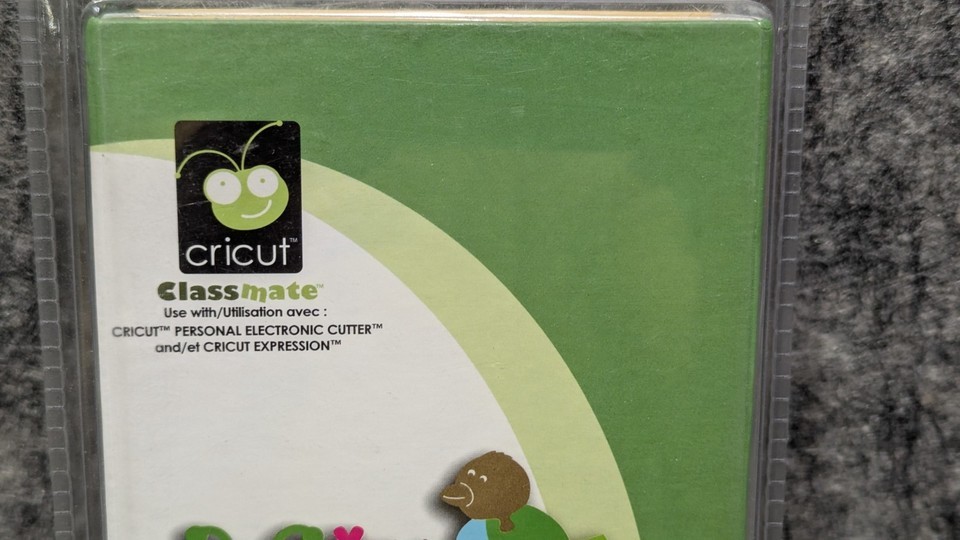 cricut™
Classmate™
Use with/Utilisation avec :
CRICUT™ PERSONAL ELECTRONIC CUTTER™
and/et CRICUT EXPRESSION™